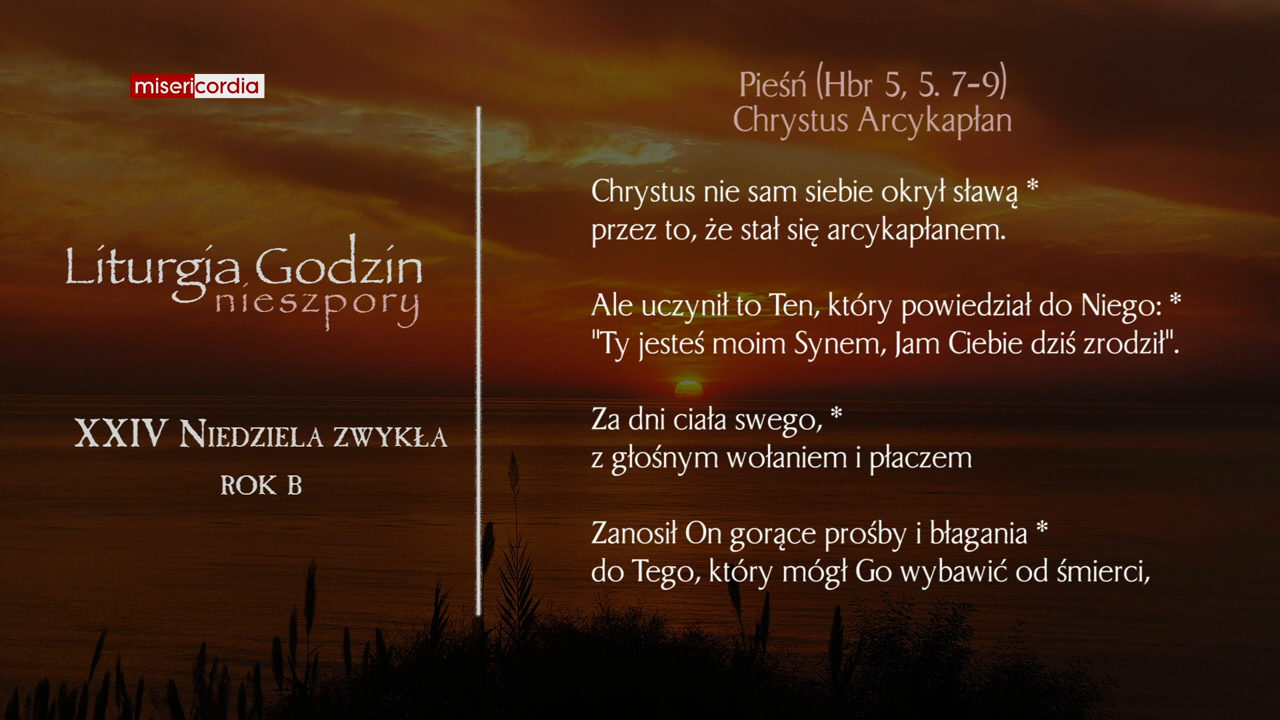 misericordia
Liturgia Godzin
nieszpory
XXIV Niedziela zwykła
rok B
Pieśń (Hbr 5, 5. 7-9)
Chrystus Arcykapłan
Chrystus nie sam siebie okrył sławą *
przez to, że stał się arcykapłanem.
Ale uczynił to Ten, który powiedział do Niego: *
"Ty jesteś moim Synem, Jam Ciebie dziś zrodził".
Za dni ciała swego, *
z głośnym wołaniem i płaczem
Zanosił On gorące prośby i błagania *
do Tego, który mógł Go wybawić od śmierci,